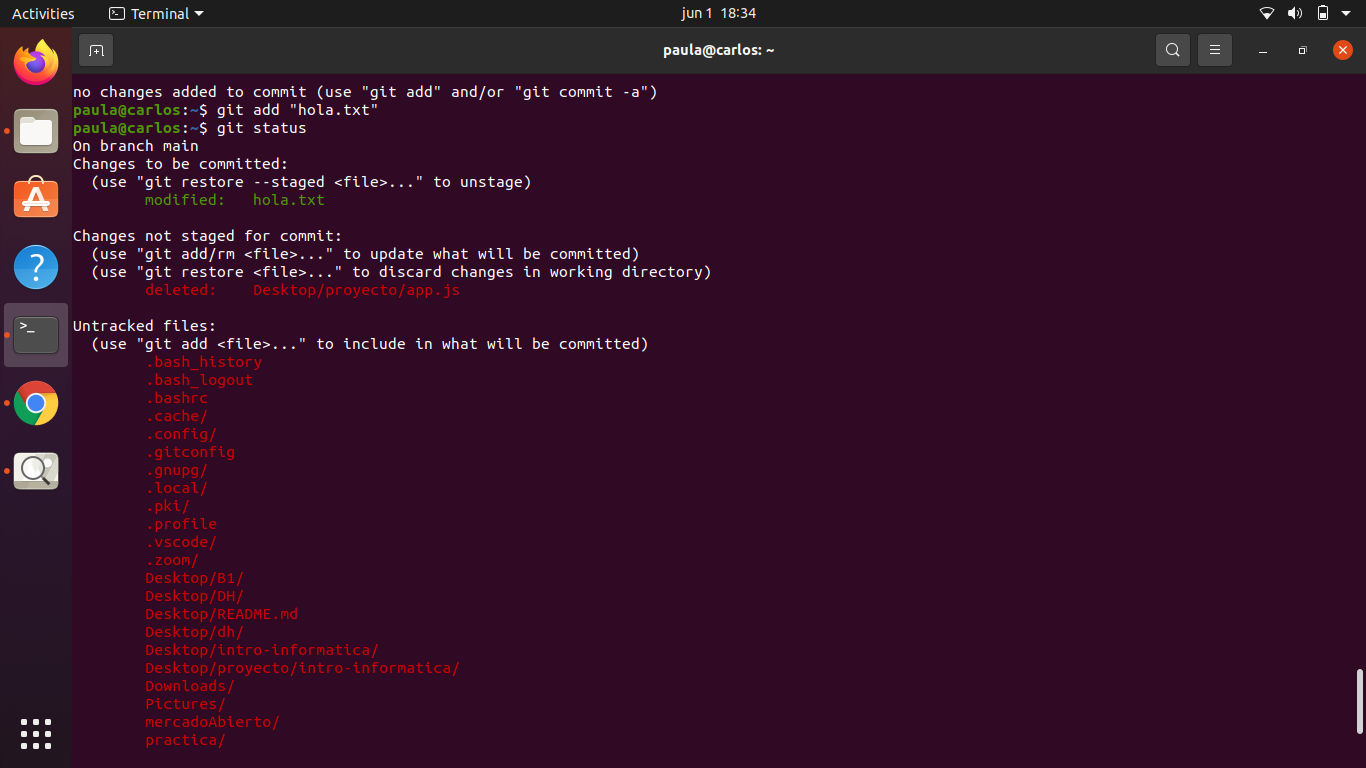 Activities
Terminal
jun 1 18:34
paula@carlos: ~
no changes added to commit (use "git add" and/or "git commit -a")
paula@carlos:~$ git add "hola.txt"
paula@carlos:~$ git status
On branch main
Changes to be committed:
  (use "git restore --staged <file>..." to unstage)
        modified:   hola.txt

Changes not staged for commit:
  (use "git add/rm <file>..." to update what will be committed)
  (use "git restore <file>..." to discard changes in working directory)
        deleted:    Desktop/proyecto/app.js

Untracked files:
  (use "git add <file>..." to include in what will be committed)
        .bash_history
        .bash_logout
        .bashrc
        .cache/
        .config/
        .gitconfig
        .gnupg/
        .local/
        .pki/
        .profile
        .vscode/
        .zoom/
        Desktop/B1/
        Desktop/DH/
        Desktop/README.md
        Desktop/dh/
        Desktop/intro-informatica/
        Desktop/proyecto/intro-informatica/
        Downloads/
        Pictures/
        mercadoAbierto/
        practica/